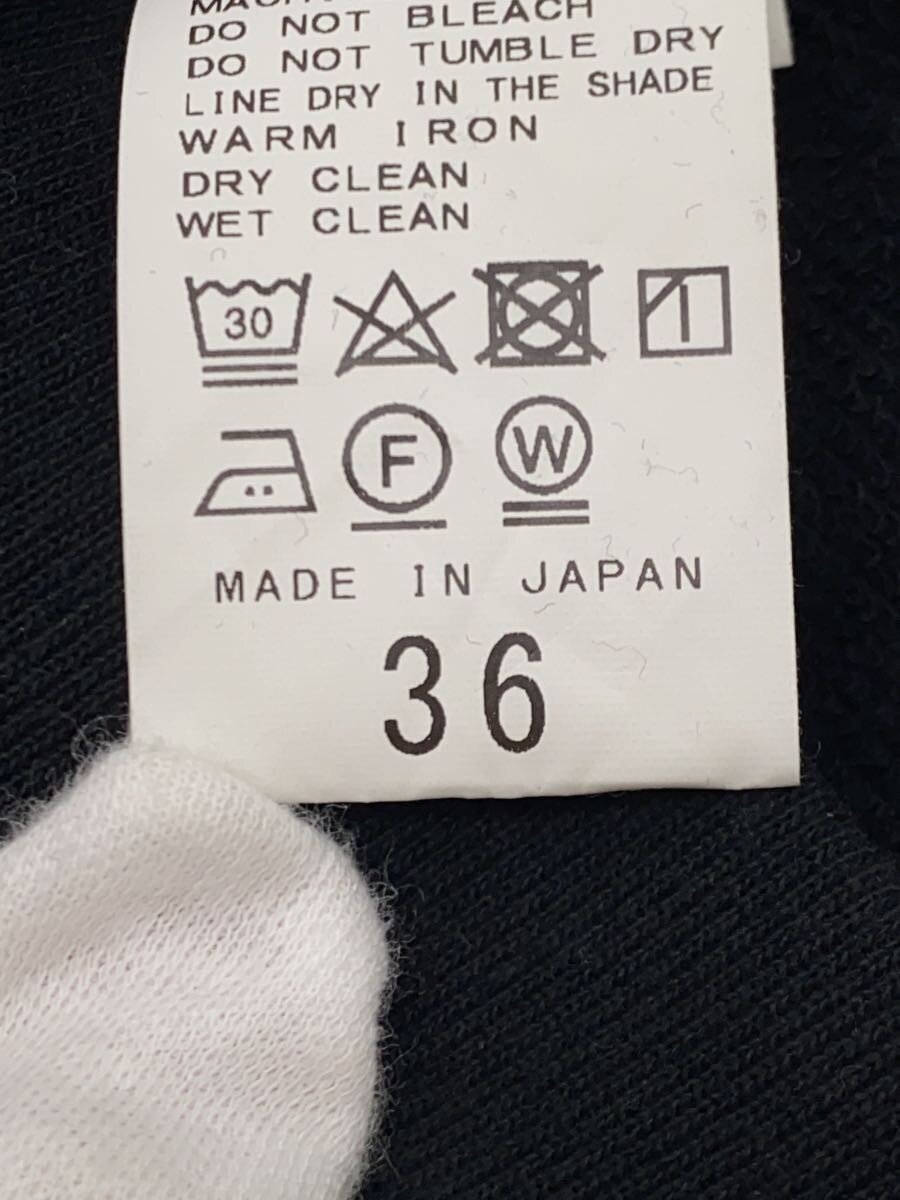 DO NOT BLEACH
DO NOT TUMBLE DRY
LINE DRY IN THE SHADE
WARM IRON
DRY CLEAN
WET CLEAN
30
F W
MADE IN JAPAN
36